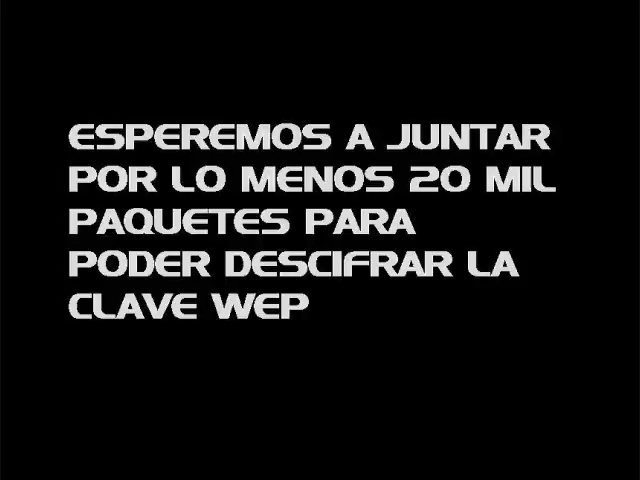 ESPEREMOS A JUNTAR
POR LO MENOS 20 MIL
PAQUETES PARA
PODER DESCIFRAR LA
CLAVE WEP